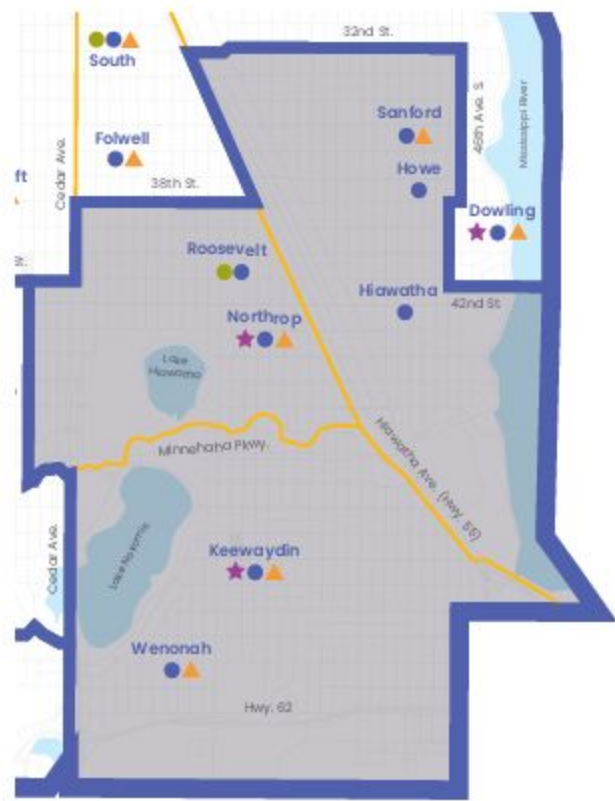 32nd St.
South
Mississippi River
46th Ave. S
Sanford
Folwell
Cedar Ave.
Howe
ft
38th St.
Dowling
Roosevelt
W
Hiawatha
42nd St.
Northrop
Lake
Hiawatha
Minnehaha Pkwy.
Hiawatha Ave. (Hwy. 55)
Cedar Ave.
Lake Nokomis
Keewaydin
Wenonah
Hwy. 62